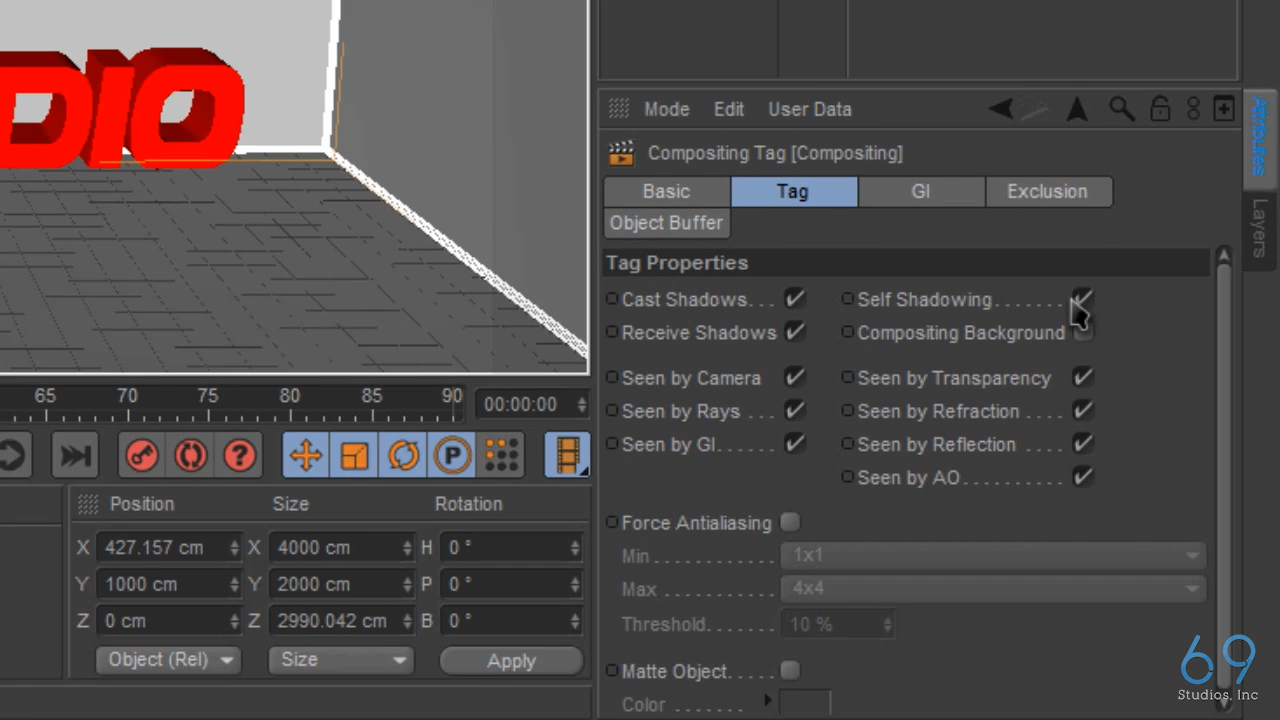 DIO
Mode Edit User Data
Compositing Tag [Compositing]
Basic Tag GI Exclusion
Object Buffer
Tag Properties
Cast Shadows. . . Self Shadowing. . . . . . .
Receive Shadows Compositing Background
Seen by Camera Seen by Transparency
Seen by Rays . . . Seen by Refraction . . . .
Seen by GI. . . . . . Seen by Reflection . . . .
Seen by AO. . . . . . . . . .
Force Antialiasing
Min . . . . . . . . . . . 1x1
Max . . . . . . . . . . 4x4
Threshold. . . . . . . 10 %
Matte Object. . . . .
Color . . . . . . .
Attributes
Layers
65 70 75 80 85 90 00:00:00
P
Position Size Rotation
X 427.157 cm X 4000 cm H 0 °
Y 1000 cm Y 2000 cm P 0 °
Z 0 cm Z 2990.042 cm B 0 °
Object (Rel) Size Apply
69
Studios, Inc